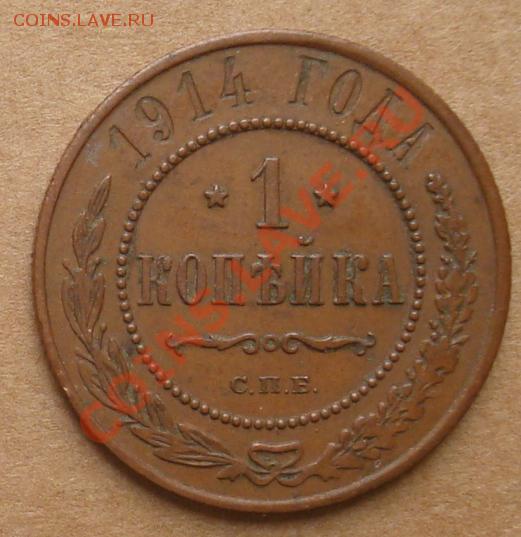 COINS.LAVE.RU
1914 ГОДА
1
КОПѢЙКА
С.П.Б.
COINS.LAVE.RU